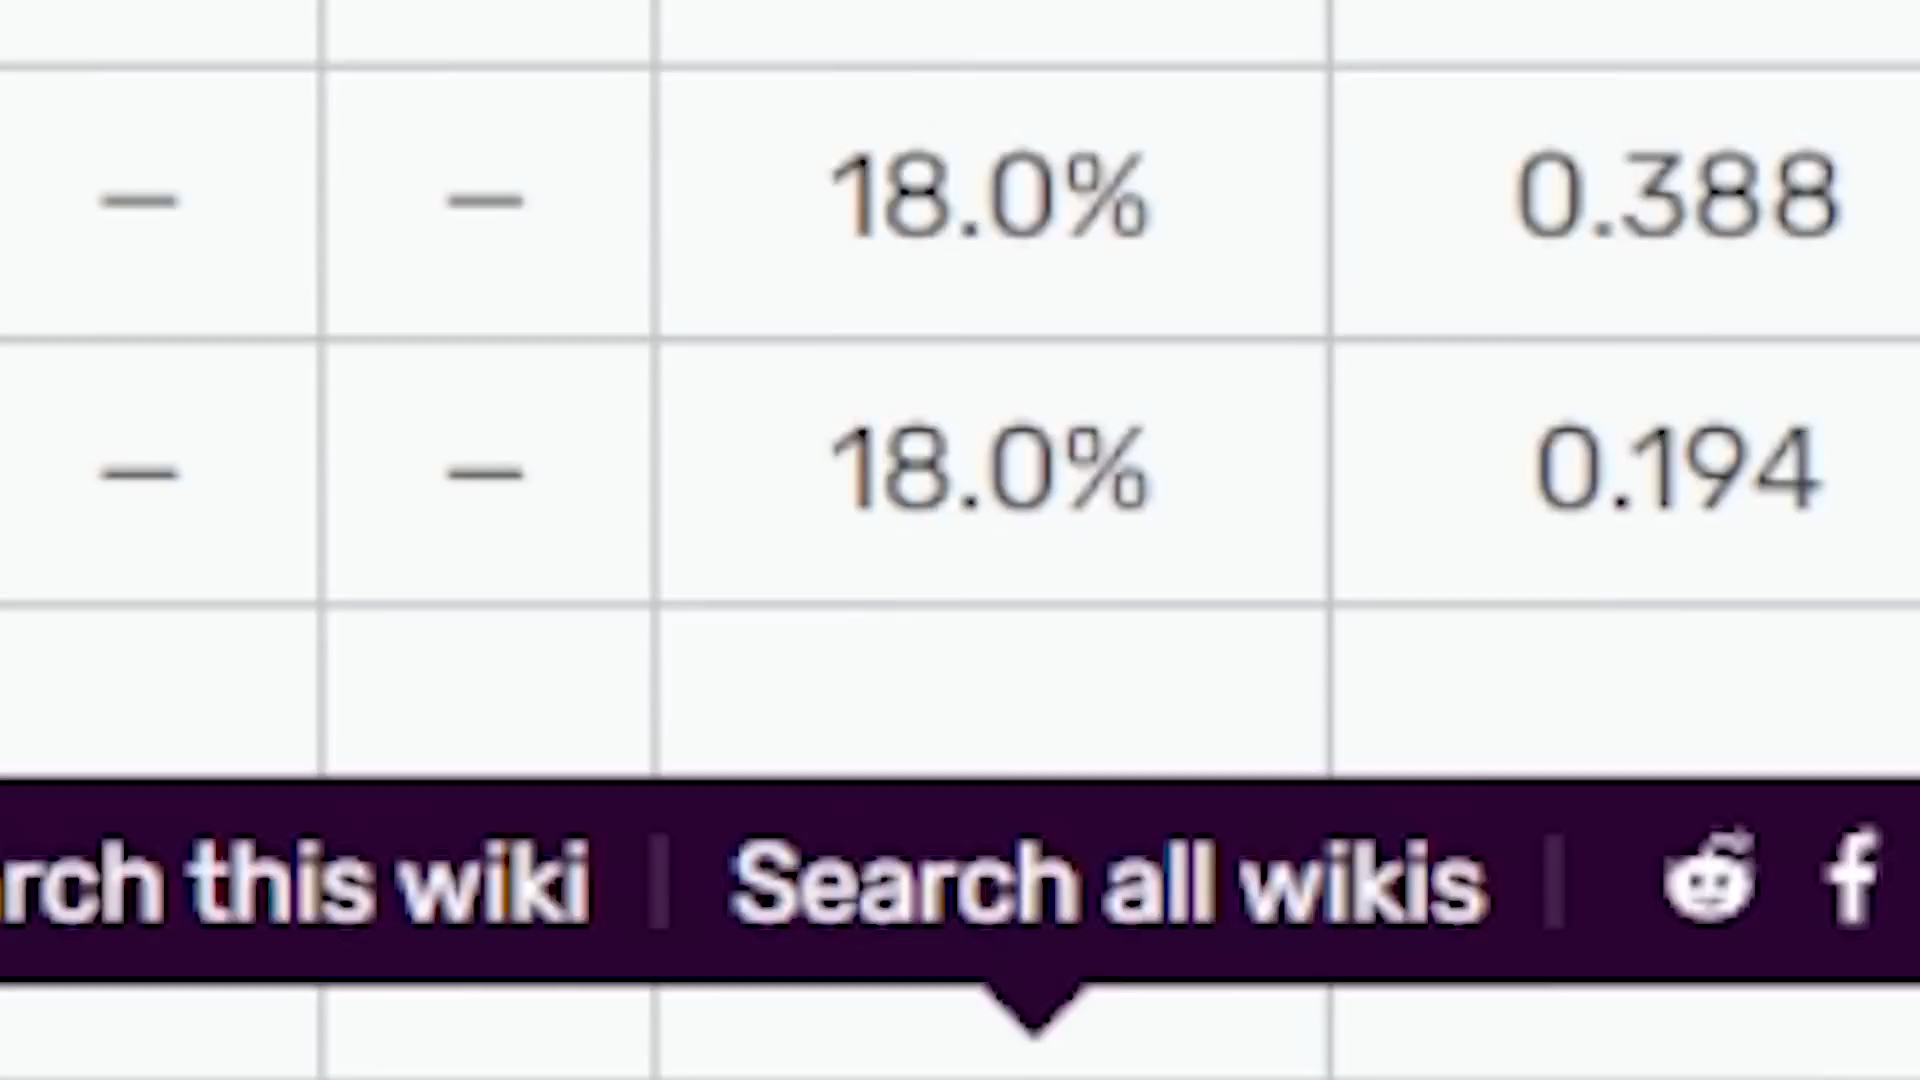 — — 18.0% 0.388
— — 18.0% 0.194
rch this wiki | Search all wikis |